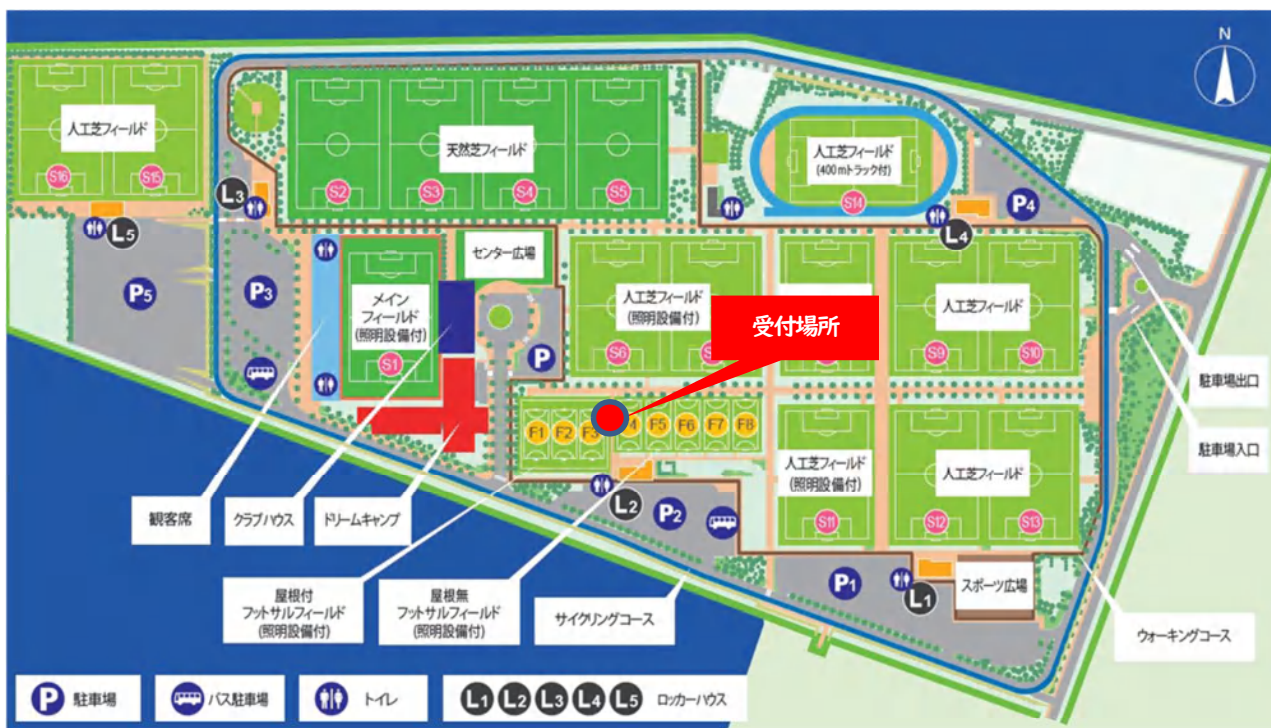 N
人工芝フィールド
S16
S15
L5
P5
L3
天然芝フィールド
S2
S3
S4
S5
人工芝フィールド
(400mトラック付)
S14
P4
L4
P3
センター広場
メイン
フィールド
(照明設備付)
S1
P
人工芝フィールド
(照明設備付)
S6
受付場所
人工芝フィールド
S9
S10
駐車場出口
駐車場入口
F1
F2
F3
F5
F6
F7
F8
L2
P2
人工芝フィールド
(照明設備付)
S11
人工芝フィールド
S12
S13
P1
L1
スポーツ広場
観客席
クラブハウス
ドリームキャンプ
屋根付
フットサルフィールド
(照明設備付)
屋根無
フットサルフィールド
(照明設備付)
サイクリングコース
ウォーキングコース
P 駐車場
バス駐車場
トイレ
L1 L2 L3 L4 L5 ロッカーハウス